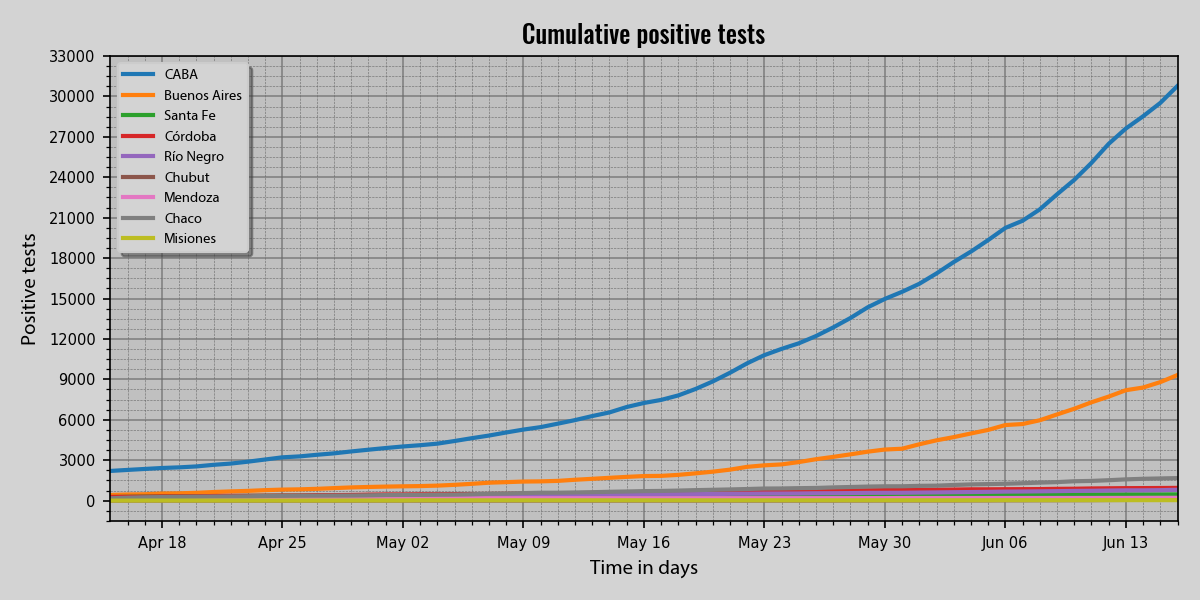 Cumulative positive tests
33000
30000
27000
24000
21000
18000
15000
12000
9000
6000
3000
0
Positive tests
CABA
Buenos Aires
Santa Fe
Córdoba
Río Negro
Chubut
Mendoza
Chaco
Misiones
Apr 18 Apr 25 May 02 May 09 May 16 May 23 May 30 Jun 06 Jun 13
Time in days